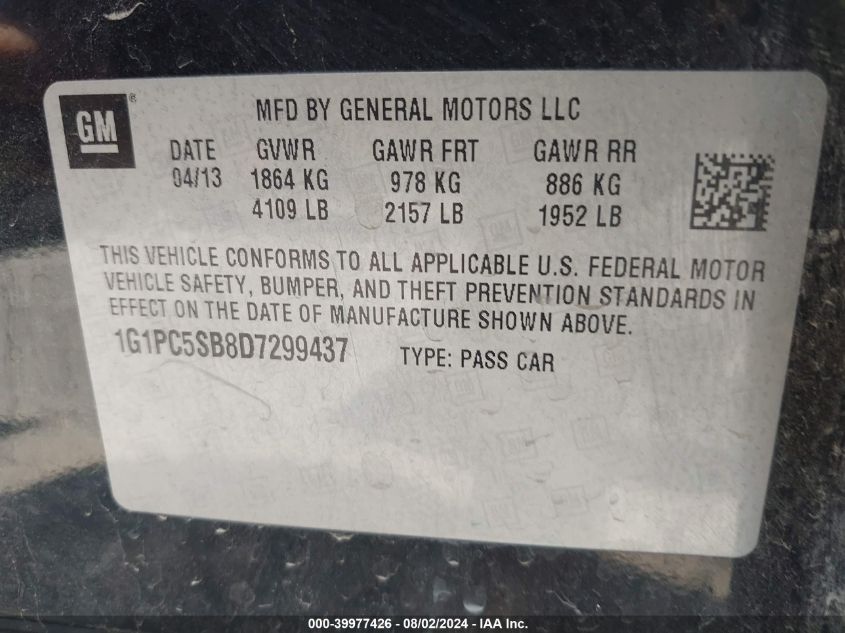 GM®
MFD BY GENERAL MOTORS LLC
DATE GVWR GAWR FRT GAWR RR
04/13 1864 KG 978 KG 886 KG
4109 LB 2157 LB 1952 LB
THIS VEHICLE CONFORMS TO ALL APPLICABLE U.S. FEDERAL MOTOR
VEHICLE SAFETY, BUMPER, AND THEFT PREVENTION STANDARDS IN
EFFECT ON THE DATE OF MANUFACTURE SHOWN ABOVE.
1G1PC5SB8D7299437 TYPE: PASS CAR
000-39977426 - 08/02/2024 - IAA Inc.